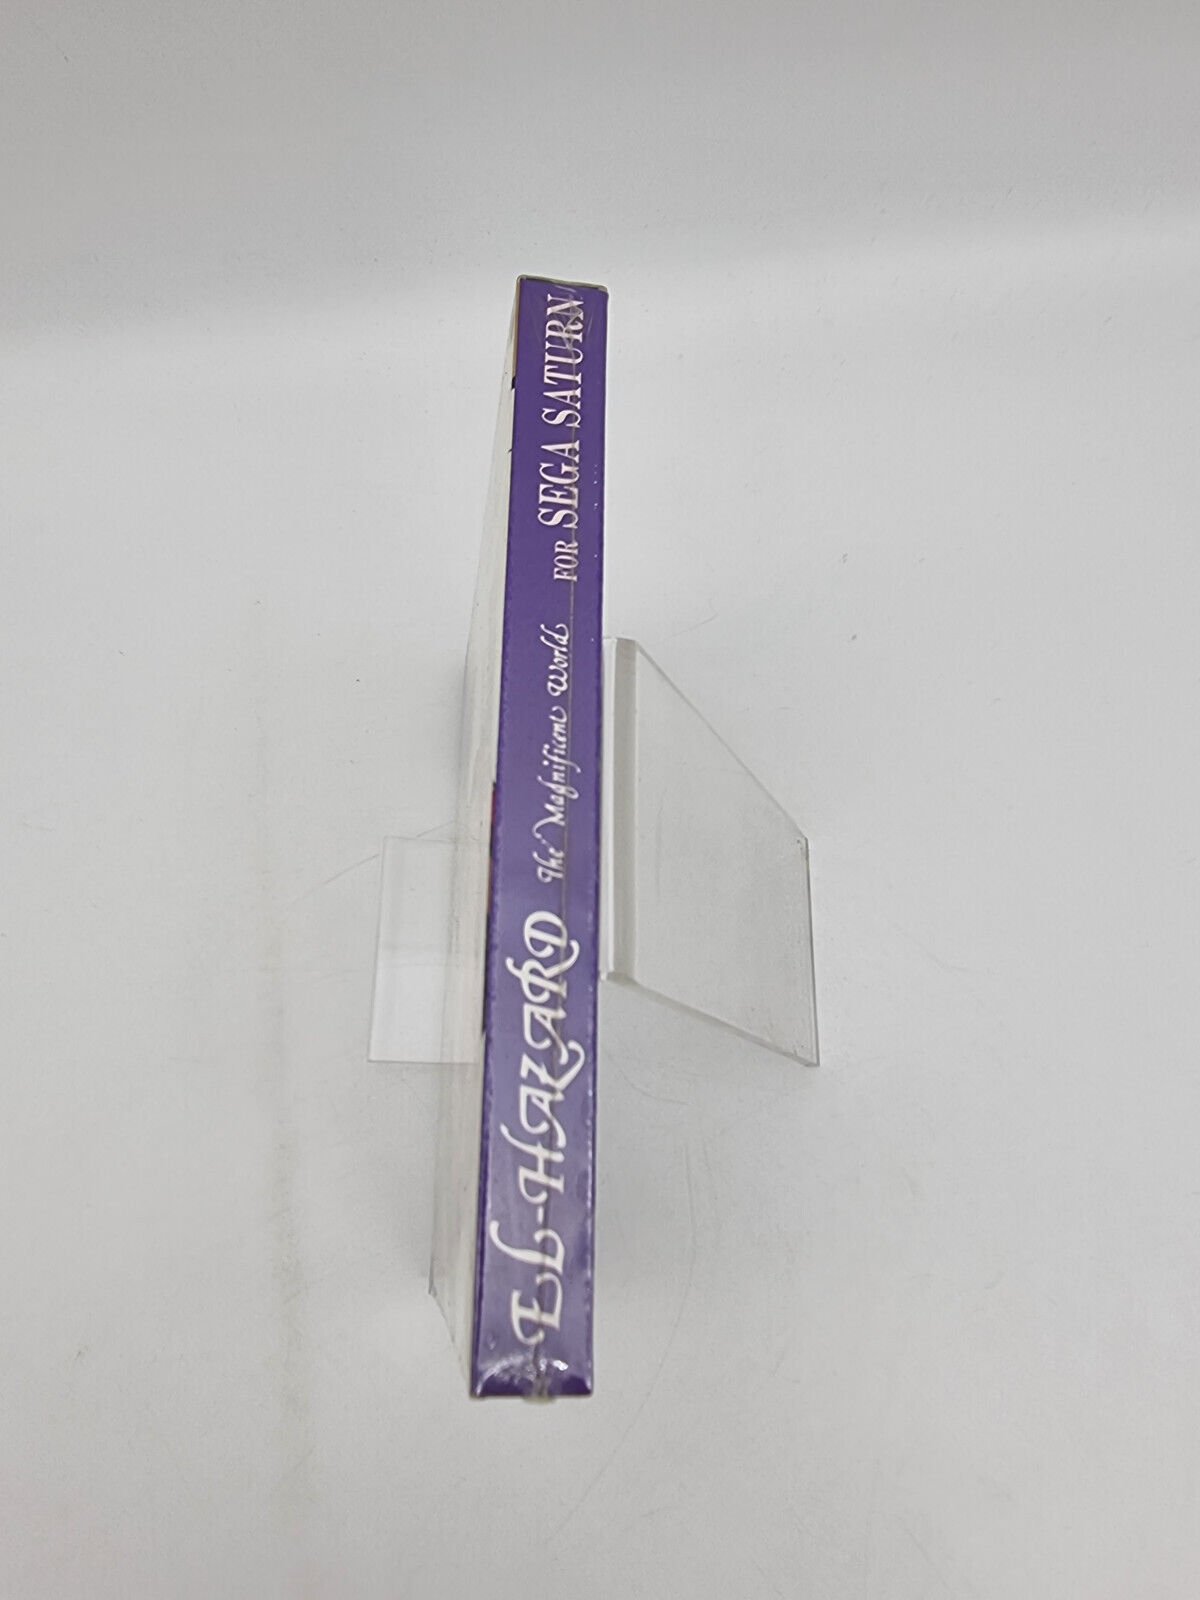 EL-HAZARD The Magnificent World FOR SEGA SATURN